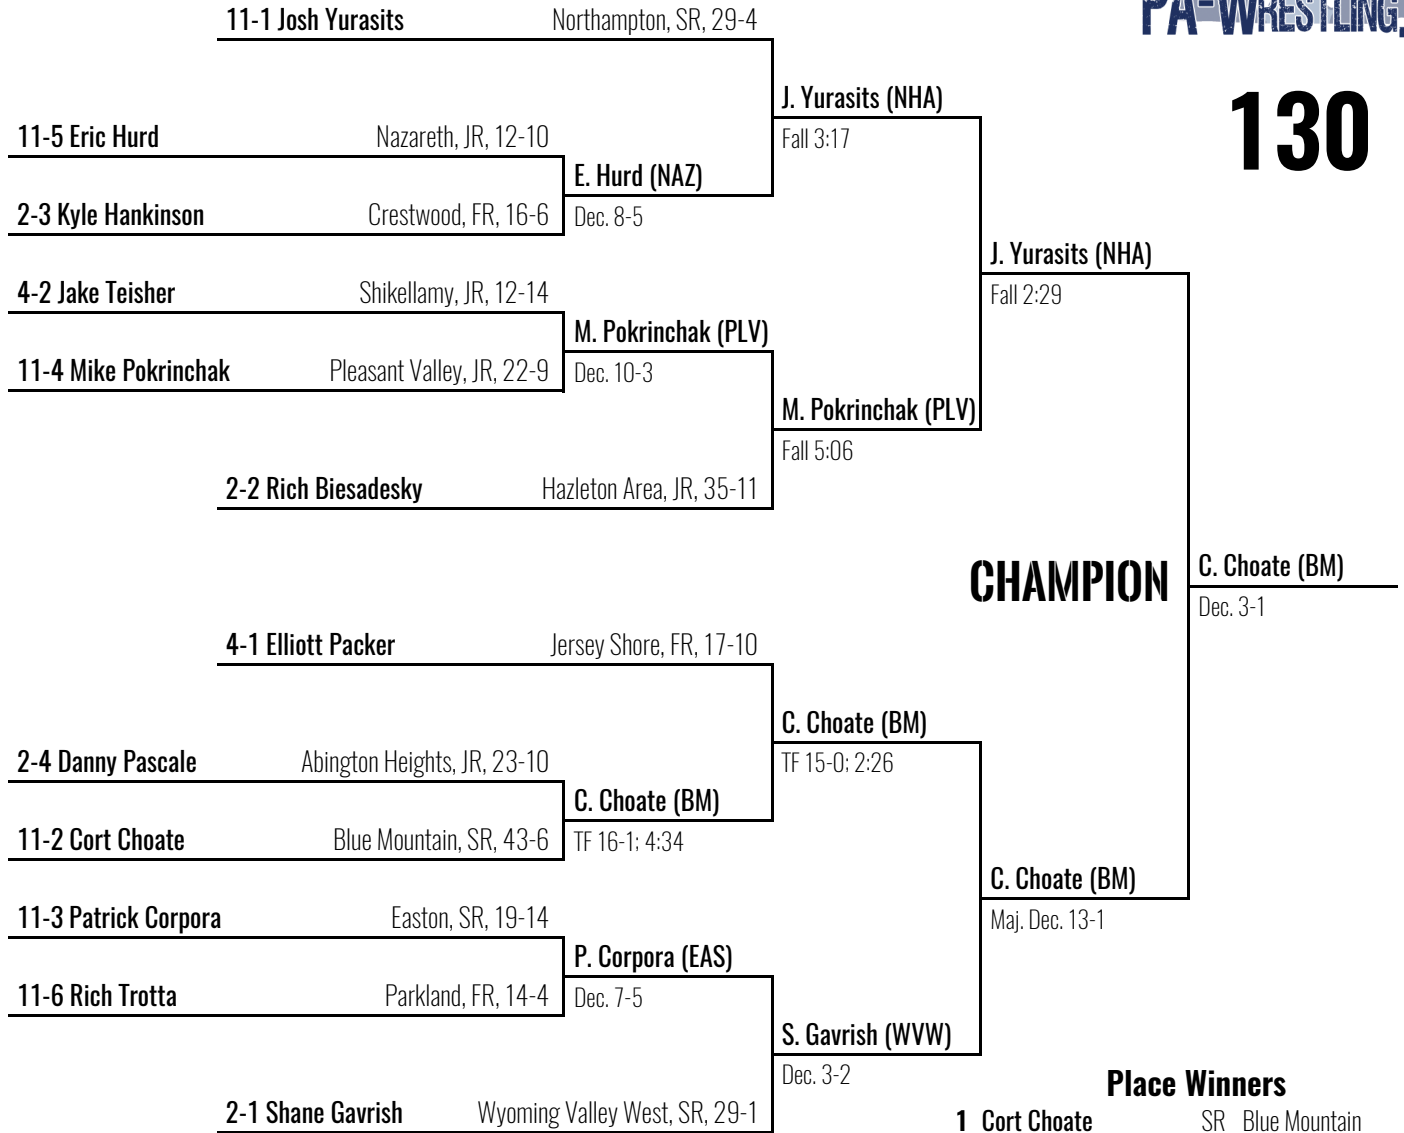 PA-WRESTLING.
130
11-1 Josh Yurasits Northampton, SR, 29-4
J. Yurasits (NHA)
Fall 3:17
11-5 Eric Hurd Nazareth, JR, 12-10
E. Hurd (NAZ)
Dec. 8-5
2-3 Kyle Hankinson Crestwood, FR, 16-6
J. Yurasits (NHA)
Fall 2:29
4-2 Jake Teisher Shikellamy, JR, 12-14
M. Pokrinchak (PLV)
Dec. 10-3
11-4 Mike Pokrinchak Pleasant Valley, JR, 22-9
M. Pokrinchak (PLV)
Fall 5:06
2-2 Rich Biesadesky Hazleton Area, JR, 35-11
CHAMPION
C. Choate (BM)
Dec. 3-1
4-1 Elliott Packer Jersey Shore, FR, 17-10
C. Choate (BM)
TF 15-0; 2:26
2-4 Danny Pascale Abington Heights, JR, 23-10
C. Choate (BM)
TF 16-1; 4:34
11-2 Cort Choate Blue Mountain, SR, 43-6
C. Choate (BM)
Maj. Dec. 13-1
11-3 Patrick Corpora Easton, SR, 19-14
P. Corpora (EAS)
Dec. 7-5
11-6 Rich Trotta Parkland, FR, 14-4
S. Gavrish (WVW)
Dec. 3-2
2-1 Shane Gavrish Wyoming Valley West, SR, 29-1
Place Winners
1 Cort Choate SR Blue Mountain